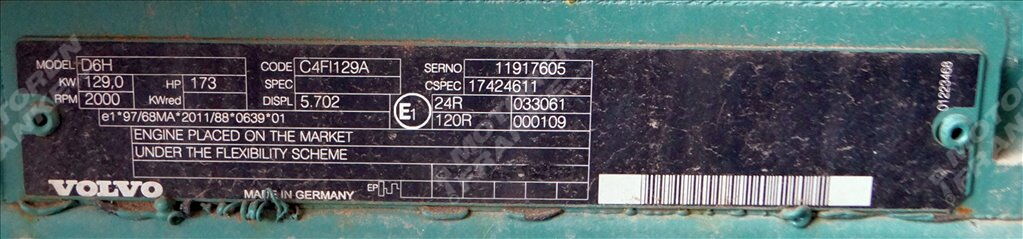 MODEL D6H CODE C4FI129A SERNO 11917605
KW 129,0 HP 173 SPEC CSPEC 17424611
RPM 2000 KWred DISPL 5.702 E1 24R 033061
e1*97/68MA*2011/88*0639*01 120R 000109
ENGINE PLACED ON THE MARKET
UNDER THE FLEXIBILITY SCHEME
VOLVO MADE IN GERMANY EP
01223468
MOTOREN